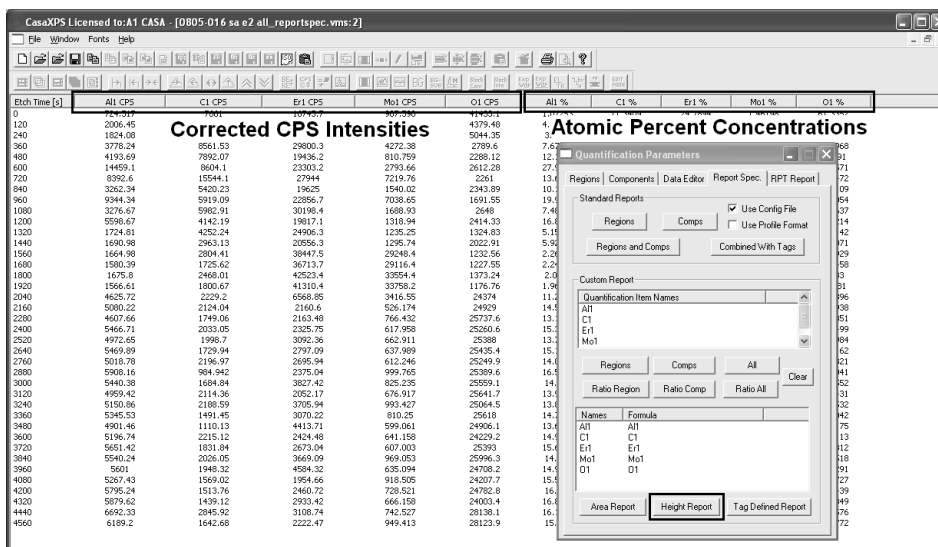 CasaXPS Licensed to:A1 CASA - [0805-016 sa e2 all_reportspec.vms:2]
File Window Fonts Help
Etch Time [s] Al1 CPS C1 CPS Er1 CPS Mo1 CPS O1 CPS Al1 % C1 % Er1 % Mo1 % O1 %
Corrected CPS Intensities
Atomic Percent Concentrations
0
120 2006.45 4379.48
240 1824.08 5044.35
360 3778.24 8561.53 29800.3 4272.38 2789.6
480 4193.69 7892.07 19436.2 810.759 2288.12
600 14459.1 8604.1 23303.2 2793.66 2612.28
720 8392.6 15544.1 27944 7219.76 2261
840 3262.34 5420.23 19625 1540.02 2343.89
960 9344.34 5919.09 22856.7 7038.65 1691.55
1080 3276.67 5982.91 30198.4 1688.93 2648
1200 5598.67 4142.19 19817.1 1318.94 2414.33
1320 1724.81 4252.24 24906.3 1235.25 1324.83
1440 1690.98 2963.13 20556.3 1295.74 2022.91
1560 1664.98 2804.41 38447.5 29248.4 1232.56
1680 1580.39 1725.62 36713.7 29116.4 1227.55
1800 1675.8 2468.01 42523.4 33554.4 1373.24
1920 1566.61 1800.67 41310.4 33758.2 1176.76
2040 4625.72 2229.2 6568.85 3416.55 24374
2160 5080.22 2124.04 2160.6 526.174 24929
2280 4607.66 1749.06 2163.48 766.432 25737.6
2400 5466.71 2033.05 2325.75 617.958 25260.6
2520 4972.65 1998.7 3092.36 662.911 25388
2640 5469.89 1729.94 2797.09 637.989 25435.4
2760 5018.78 2196.97 2695.94 612.246 25249.9
2880 5908.16 984.942 2375.04 999.765 25389.6
3000 5440.38 1684.84 3827.42 825.235 25559.1
3120 4959.42 2114.36 2052.17 676.917 25641.7
3240 5150.86 2188.59 3705.94 993.427 25064.5
3360 5345.53 1491.45 3070.22 810.25 25618
3480 4901.46 1110.13 4413.71 599.061 24906.1
3600 5196.74 2215.12 2424.48 641.158 24229.2
3720 5651.42 1831.84 2673.04 607.003 25393
3840 5540.24 2026.05 3669.09 969.053 25996.3
3960 5601 1948.32 4584.32 635.094 24708.2
4080 5267.43 1569.02 1954.66 918.505 24207.7
4200 5795.24 1513.76 2460.72 728.521 24782.8
4320 5879.62 1439.12 2933.42 666.158 24003.4
4440 6692.33 2845.92 3108.74 742.527 28138.1
4560 6189.2 1642.68 2222.47 949.413 28123.9
Quantification Parameters
Regions Components Data Editor Report Spec. RPT Report
Standard Reports
Use Config File
Regions Comps
Use Profile Format
Regions and Comps Combined With Tags
Custom Report
Quantification Item Names
Al1
C1
Er1
Mo1
Regions Comps All
Clear
Ratio Region Ratio Comp Ratio All
Names Formula
Al1 Al1
C1 C1
Er1 Er1
Mo1 Mo1
O1 O1
Area Report Height Report Tag Defined Report